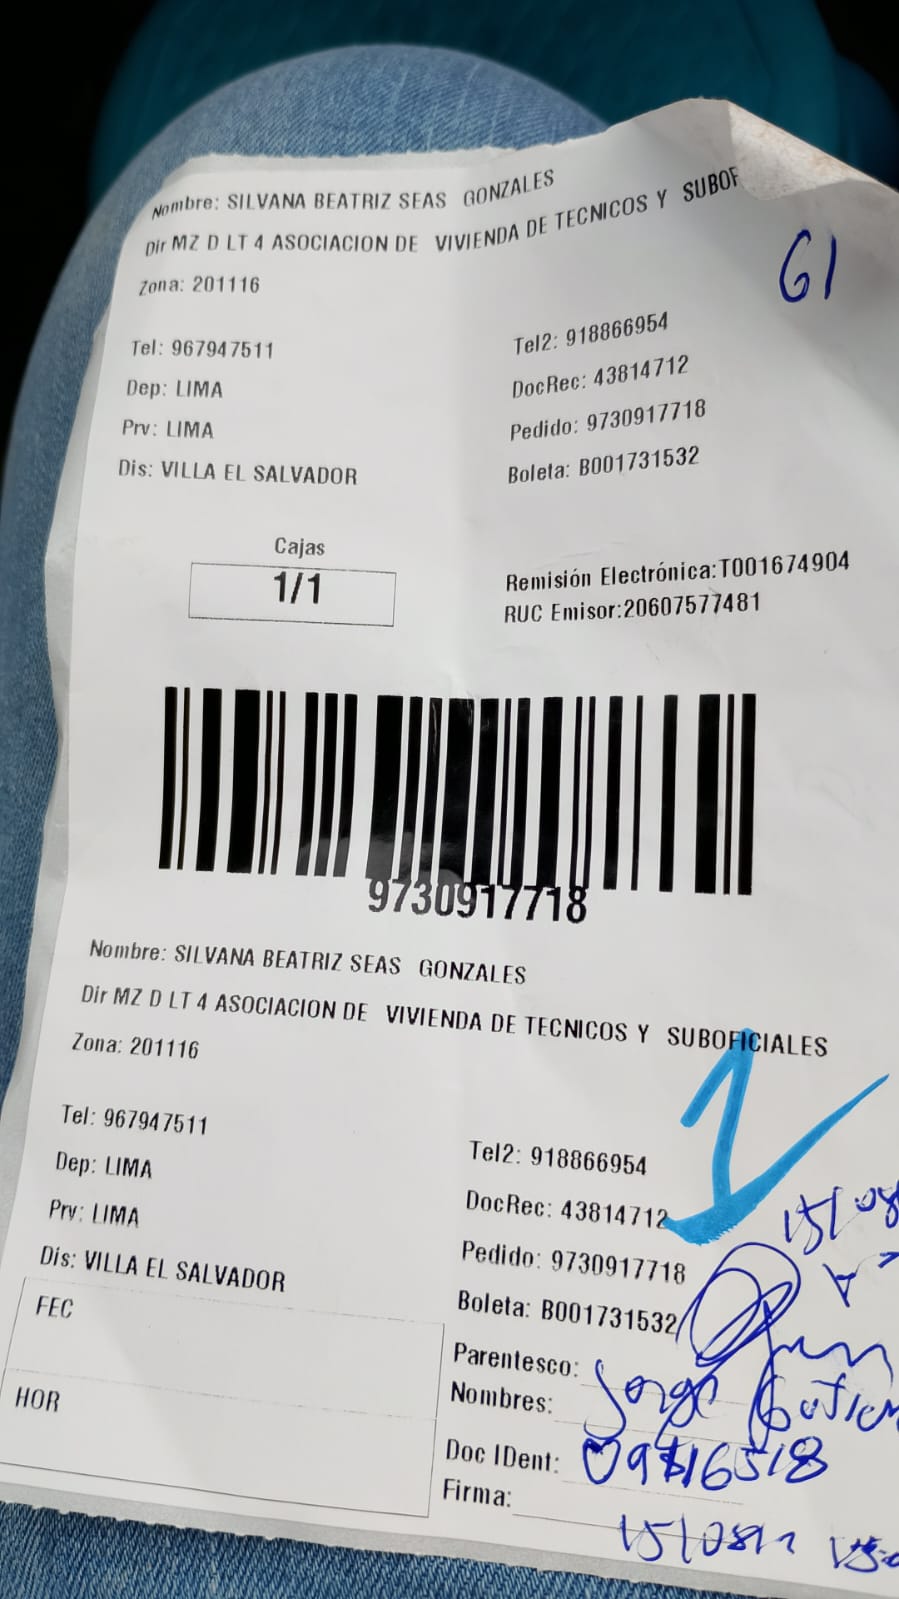 Nombre: SILVANA BEATRIZ SEAS GONZALES
Dir MZ D LT 4 ASOCIACION DE VIVIENDA DE TECNICOS Y SUBOF
G1
Zona: 201116
Tel: 967947511
Tel2: 918866954
Dep: LIMA
DocRec: 43814712
Prv: LIMA
Pedido: 9730917718
Dis: VILLA EL SALVADOR
Boleta: B001731532
Cajas
1/1
Remisión Electrónica:T001674904
RUC Emisor:20607577481
9730917718
Nombre: SILVANA BEATRIZ SEAS GONZALES
Dir MZ D LT 4 ASOCIACION DE VIVIENDA DE TECNICOS Y SUBOFICIALES
Zona: 201116
1
Tel: 967947511
Tel2: 918866954
Dep: LIMA
DocRec: 43814712
15/08
Prv: LIMA
Pedido: 9730917718
Dis: VILLA EL SALVADOR
Boleta: B001731532
FEC
Parentesco:
HOR
Nombres: Jorge
Doc IDent:
Firma: